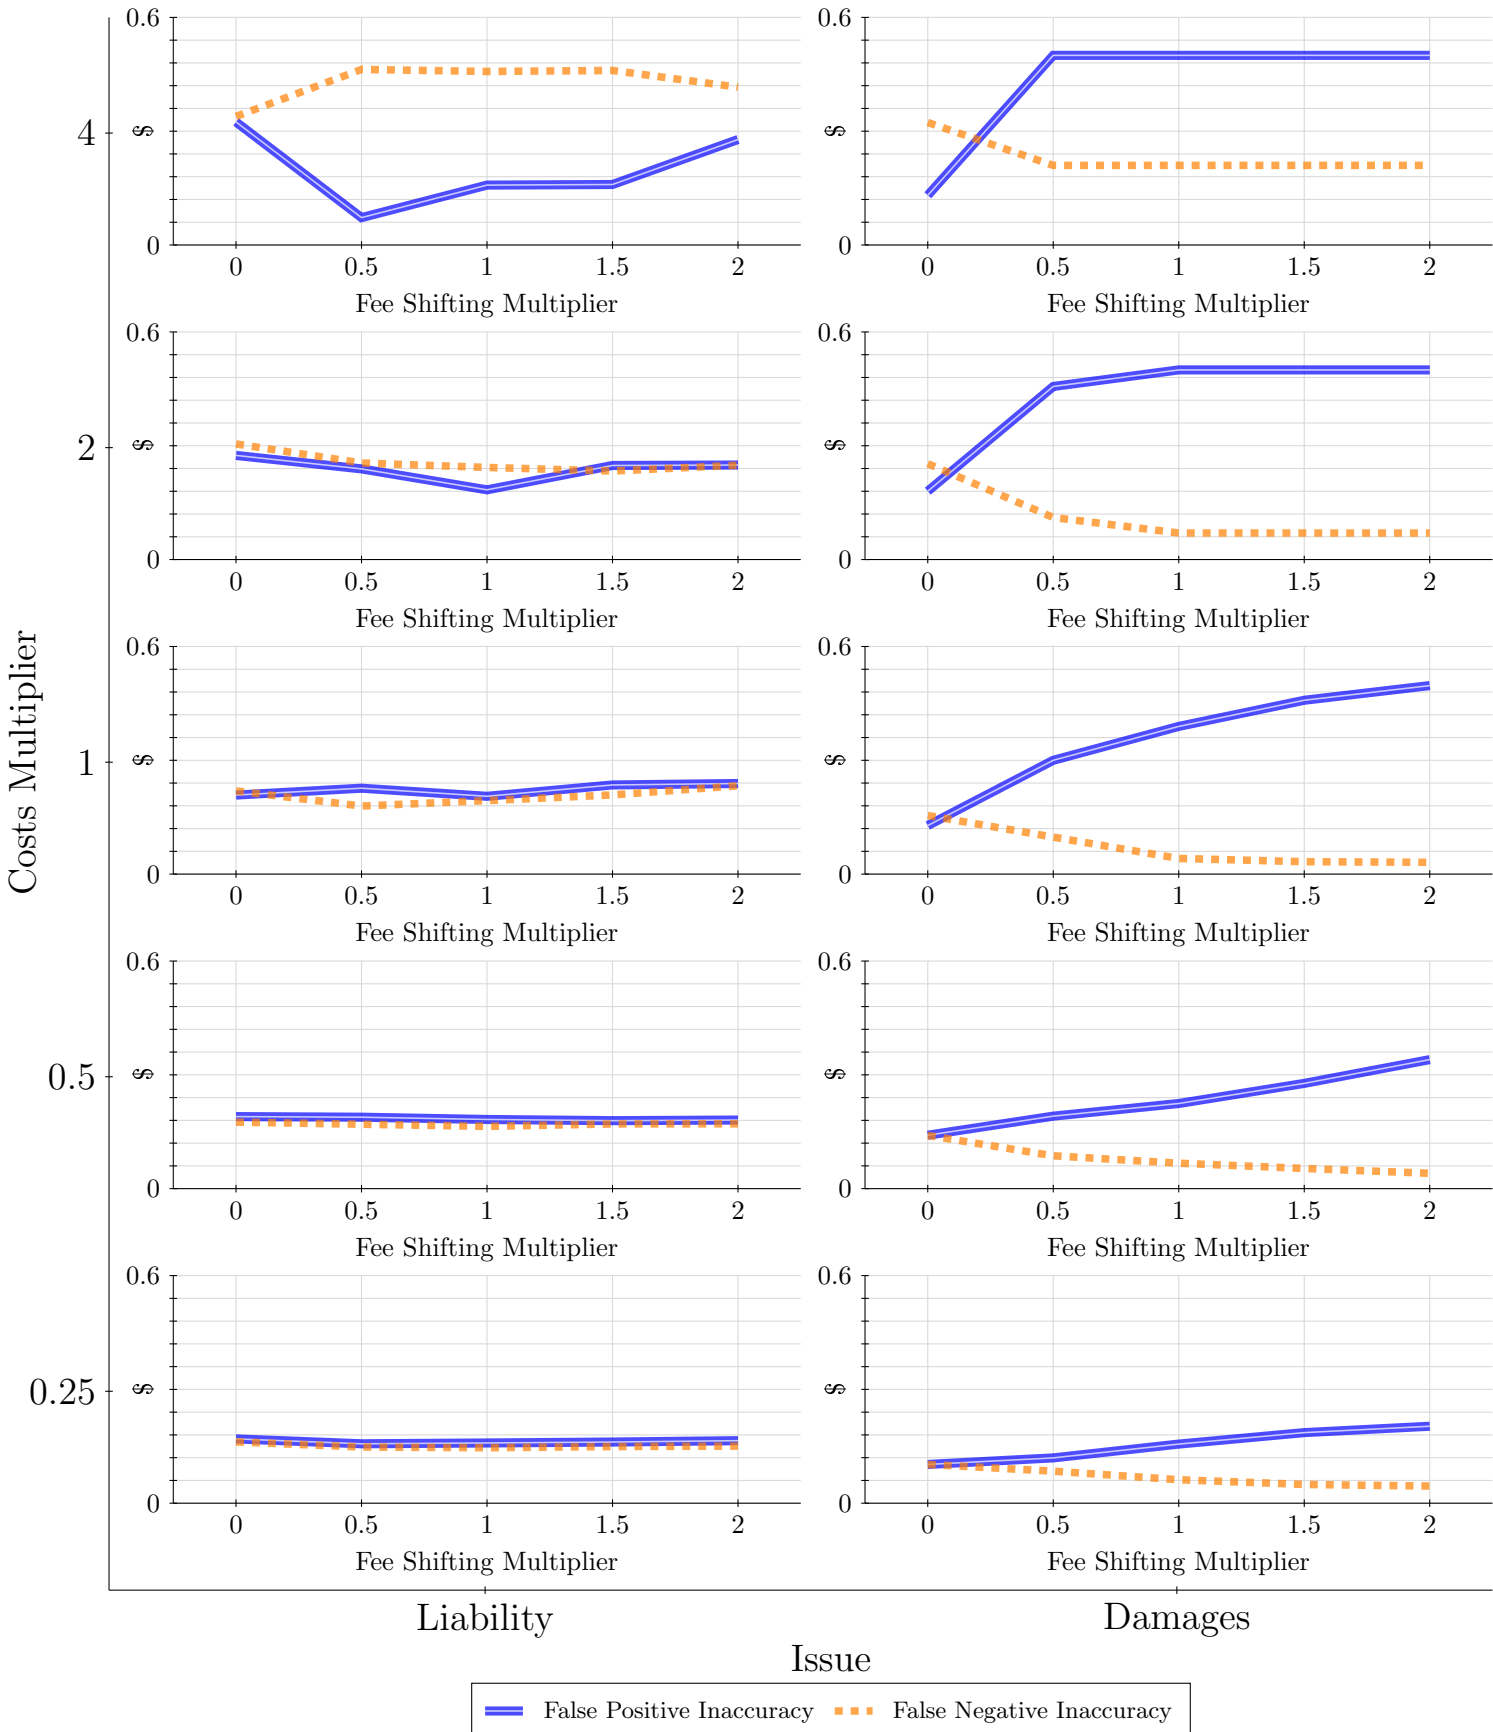 0.6
0.6
4
$
$
0
0
0 0.5 1 1.5 2
0 0.5 1 1.5 2
Fee Shifting Multiplier
Fee Shifting Multiplier
0.6
0.6
2
$
$
0
0
0 0.5 1 1.5 2
0 0.5 1 1.5 2
Fee Shifting Multiplier
Fee Shifting Multiplier
Costs Multiplier
0.6
0.6
1
$
$
0
0
0 0.5 1 1.5 2
0 0.5 1 1.5 2
Fee Shifting Multiplier
Fee Shifting Multiplier
0.6
0.6
0.5
$
$
0
0
0 0.5 1 1.5 2
0 0.5 1 1.5 2
Fee Shifting Multiplier
Fee Shifting Multiplier
0.6
0.6
0.25
$
$
0
0
0 0.5 1 1.5 2
0 0.5 1 1.5 2
Fee Shifting Multiplier
Fee Shifting Multiplier
Liability
Damages
Issue
False Positive Inaccuracy
False Negative Inaccuracy